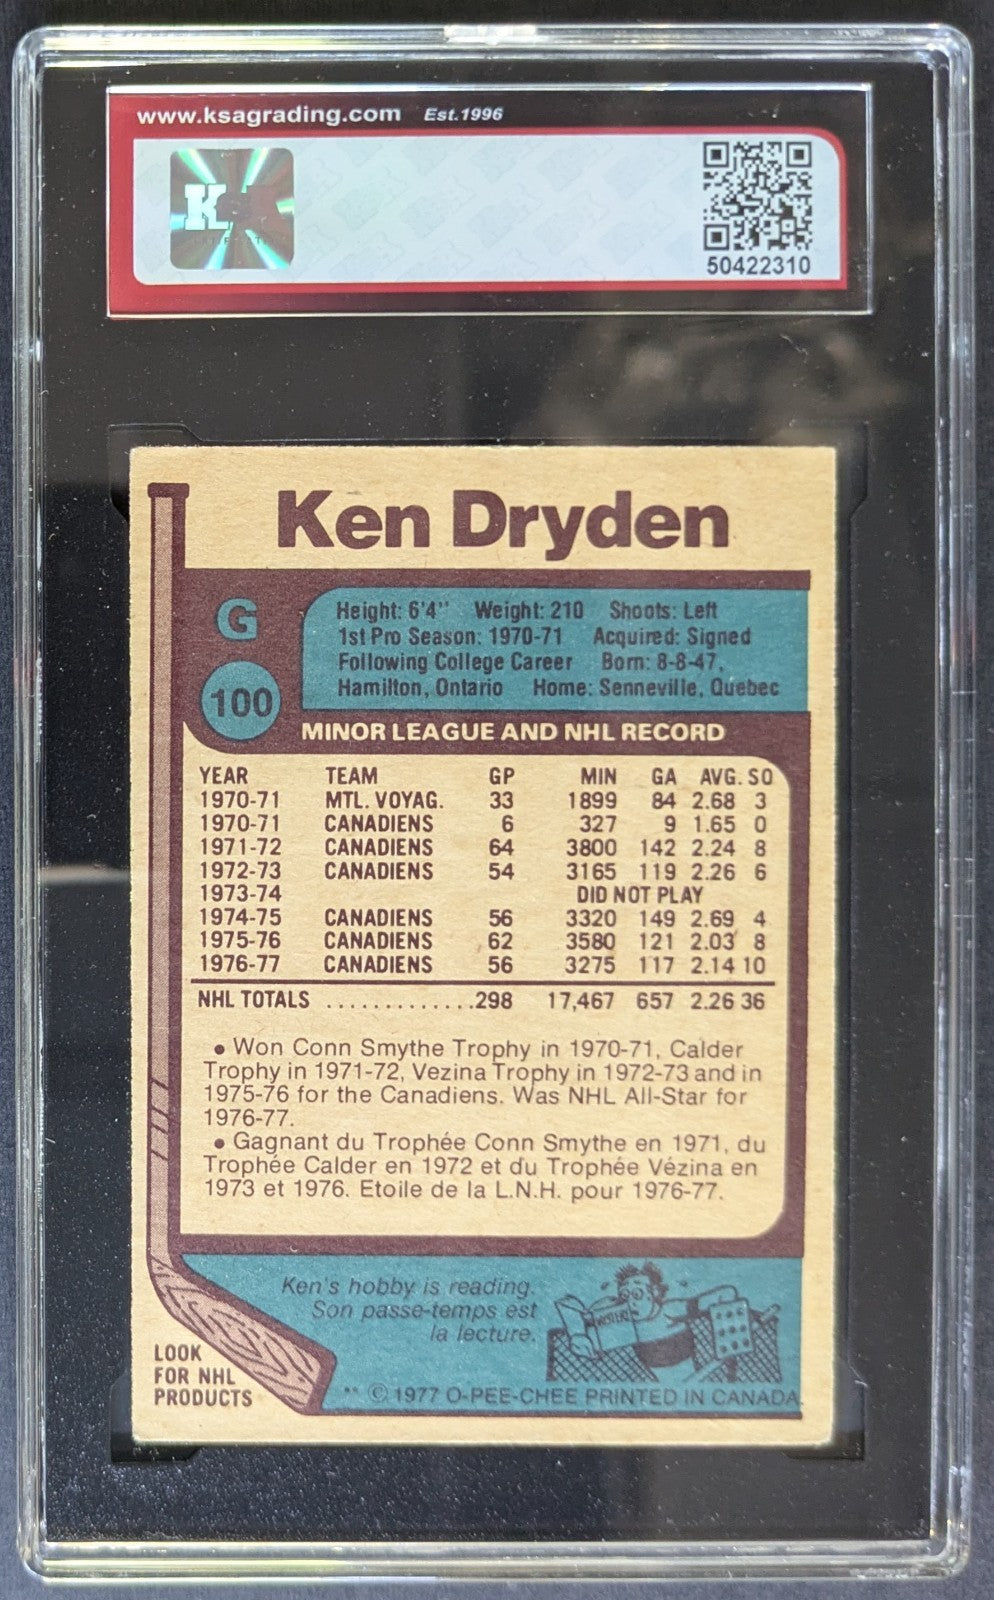 www.ksagrading.com Est.1996
K
50422310
Ken Dryden
G
100
Height: 6'4" Weight: 210 Shoots: Left
1st Pro Season: 1970-71 Acquired: Signed
Following College Career Born: 8-8-47,
Hamilton, Ontario Home: Senneville, Quebec
MINOR LEAGUE AND NHL RECORD
YEAR TEAM GP MIN GA AVG. SO
1970-71 MTL. VOYAG. 33 1899 84 2.68 3
1970-71 CANADIENS 6 327 9 1.65 0
1971-72 CANADIENS 64 3800 142 2.24 8
1972-73 CANADIENS 54 3165 119 2.26 6
1973-74 DID NOT PLAY
1974-75 CANADIENS 56 3320 149 2.69 4
1975-76 CANADIENS 62 3580 121 2.03 8
1976-77 CANADIENS 56 3275 117 2.14 10
NHL TOTALS .............298 17,467 657 2.26 36
● Won Conn Smythe Trophy in 1970-71, Calder
Trophy in 1971-72, Vezina Trophy in 1972-73 and in
1975-76 for the Canadiens. Was NHL All-Star for
1976-77.
● Gagnant du Trophée Conn Smythe en 1971, du
Trophée Calder en 1972 et du Trophée Vézina en
1973 et 1976. Etoile de la L.N.H. pour 1976-77.
Ken's hobby is reading.
Son passe-temps est
la lecture.
LOOK
FOR NHL
PRODUCTS
** © 1977 O-PEE-CHEE PRINTED IN CANADA